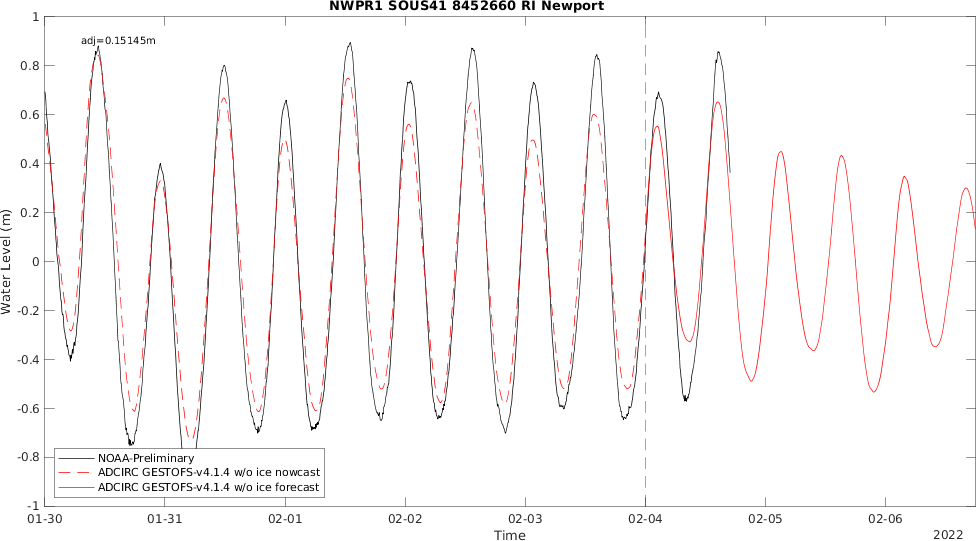 NWPR1 SOUS41 8452660 RI Newport
adj=0.15145m
1
0.8
0.6
0.4
0.2
0
-0.2
-0.4
-0.6
-0.8
-1
Water Level (m)
NOAA-Preliminary
ADCIRC GESTOFS-v4.1.4 w/o ice nowcast
ADCIRC GESTOFS-v4.1.4 w/o ice forecast
01-30 01-31 02-01 02-02 02-03 02-04 02-05 02-06
Time
2022